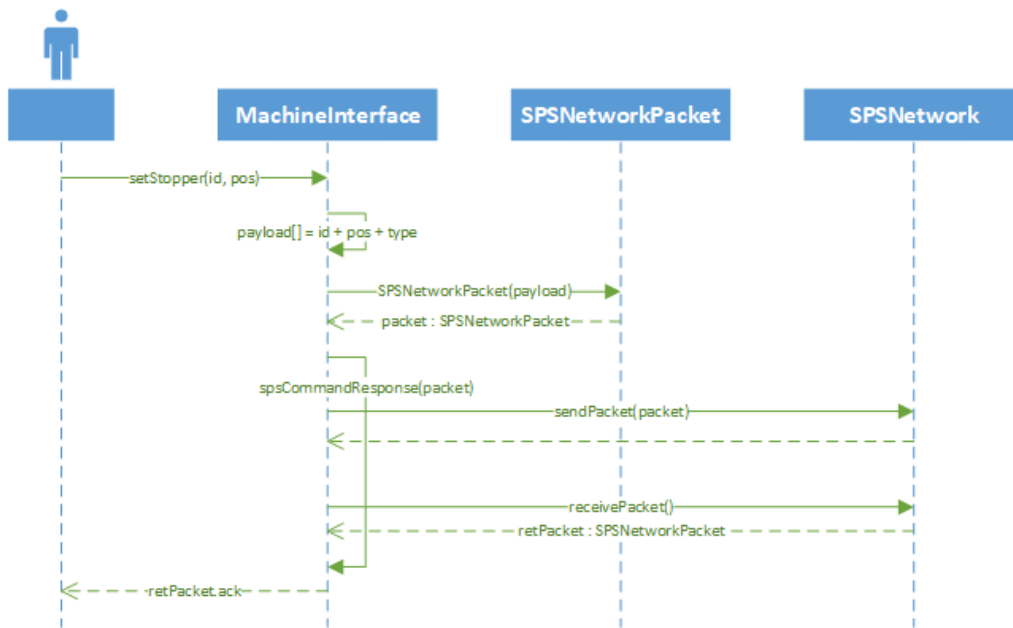 MachineInterface
SPSNetworkPacket
SPSNetwork
setStopper(id, pos)
payload[] = id + pos + type
SPSNetworkPacket(payload)
packet : SPSNetworkPacket
spsCommandResponse(packet)
sendPacket(packet)
receivePacket()
retPacket : SPSNetworkPacket
retPacket.ack